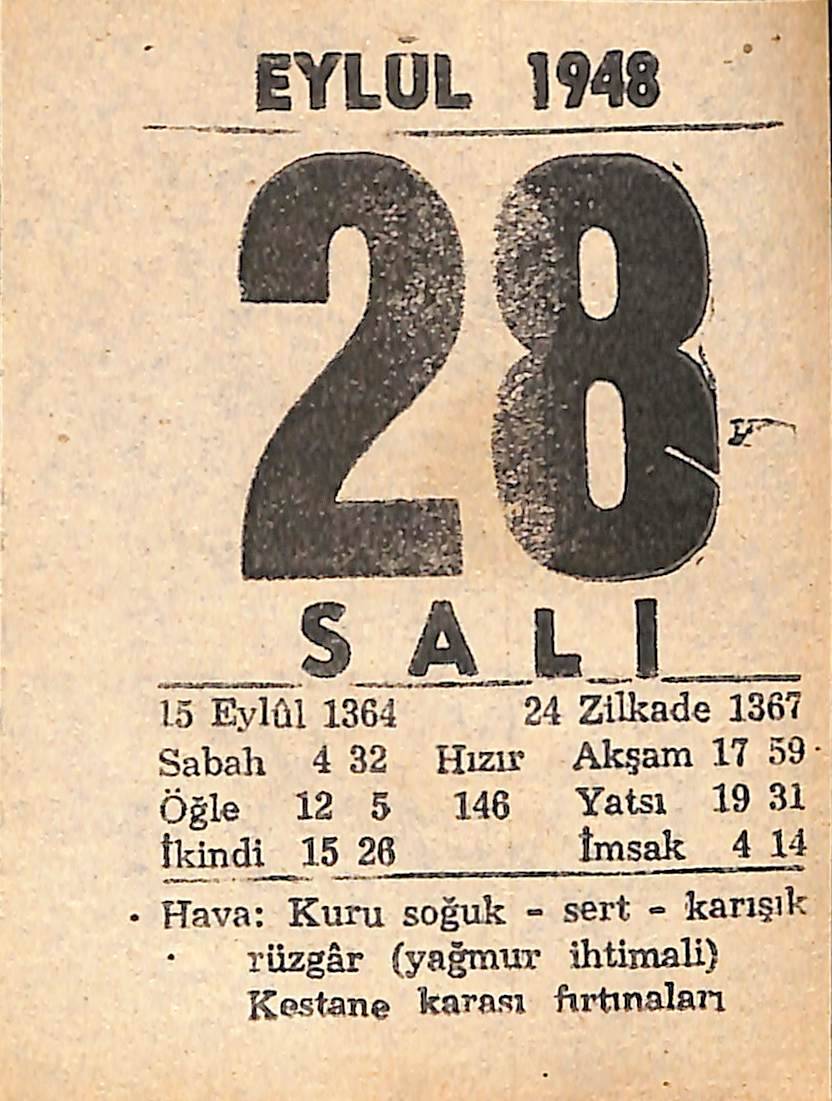 EYLÜL 1948
28
SALI
15 Eylûl 1364 24 Zilkade 1367
Sabah 4 32 Hızır Akşam 17 59
Öğle 12 5 146 Yatsı 19 31
İkindi 15 26 İmsak 4 14
Hava: Kuru soğuk - sert - karışık
rüzgâr (yağmur ihtimali)
Kestane karası fırtınaları